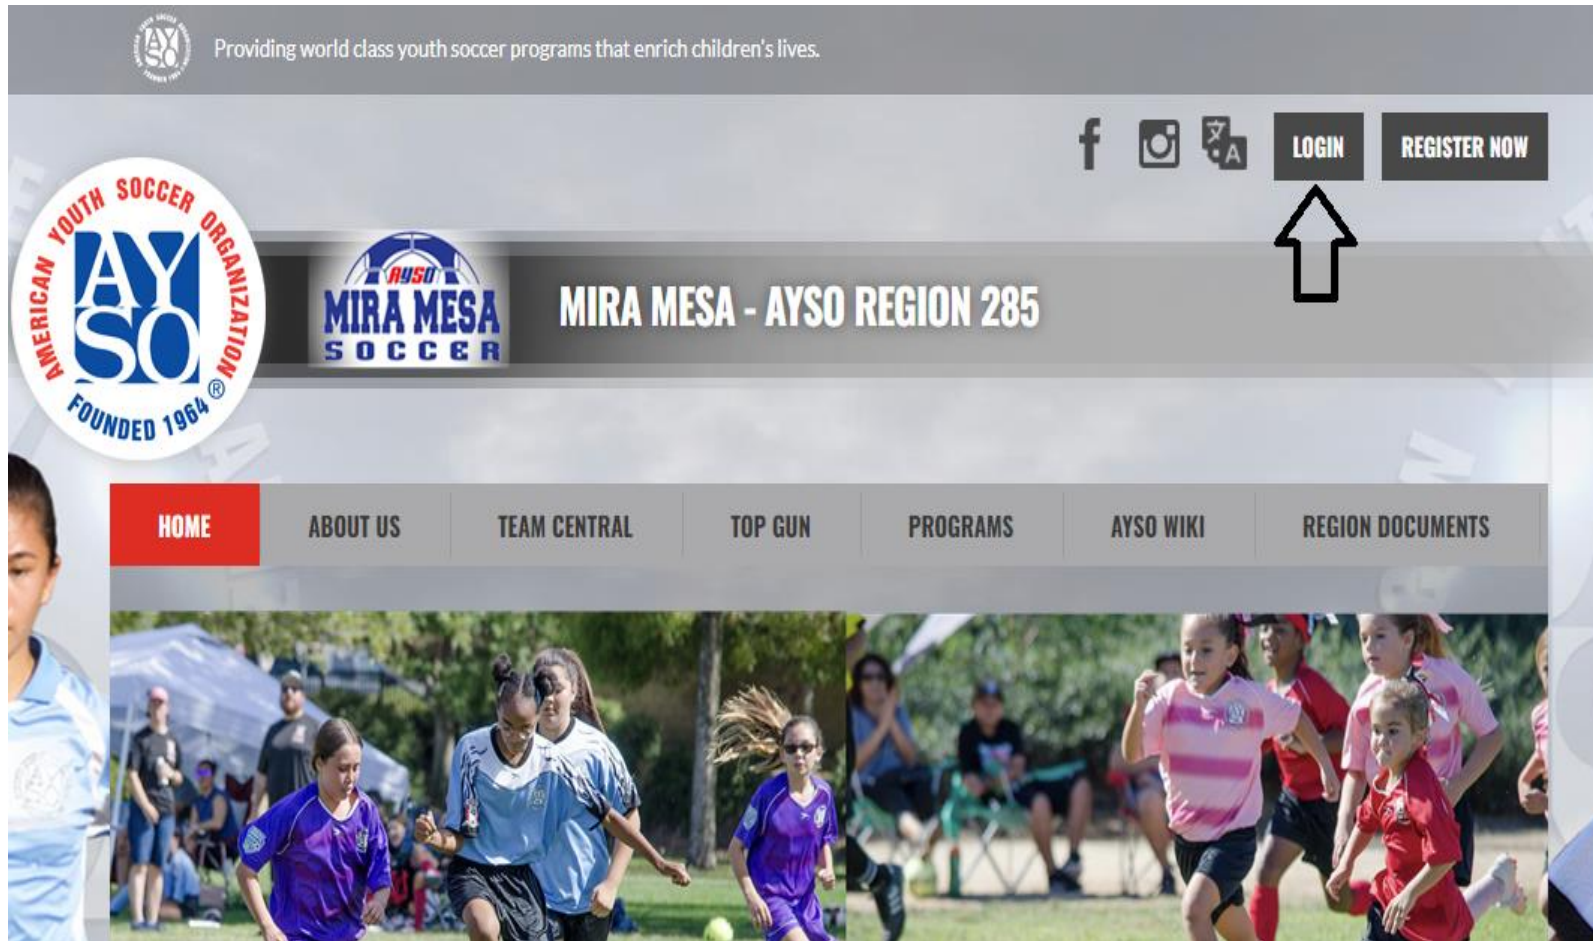 Providing world class youth soccer programs that enrich children's lives.
LOGIN
REGISTER NOW
AMERICAN YOUTH SOCCER ORGANIZATION
AYSO
®
FOUNDED 1964
AYSO
MIRA MESA
SOCCER
MIRA MESA - AYSO REGION 285
HOME
ABOUT US
TEAM CENTRAL
TOP GUN
PROGRAMS
AYSO WIKI
REGION DOCUMENTS